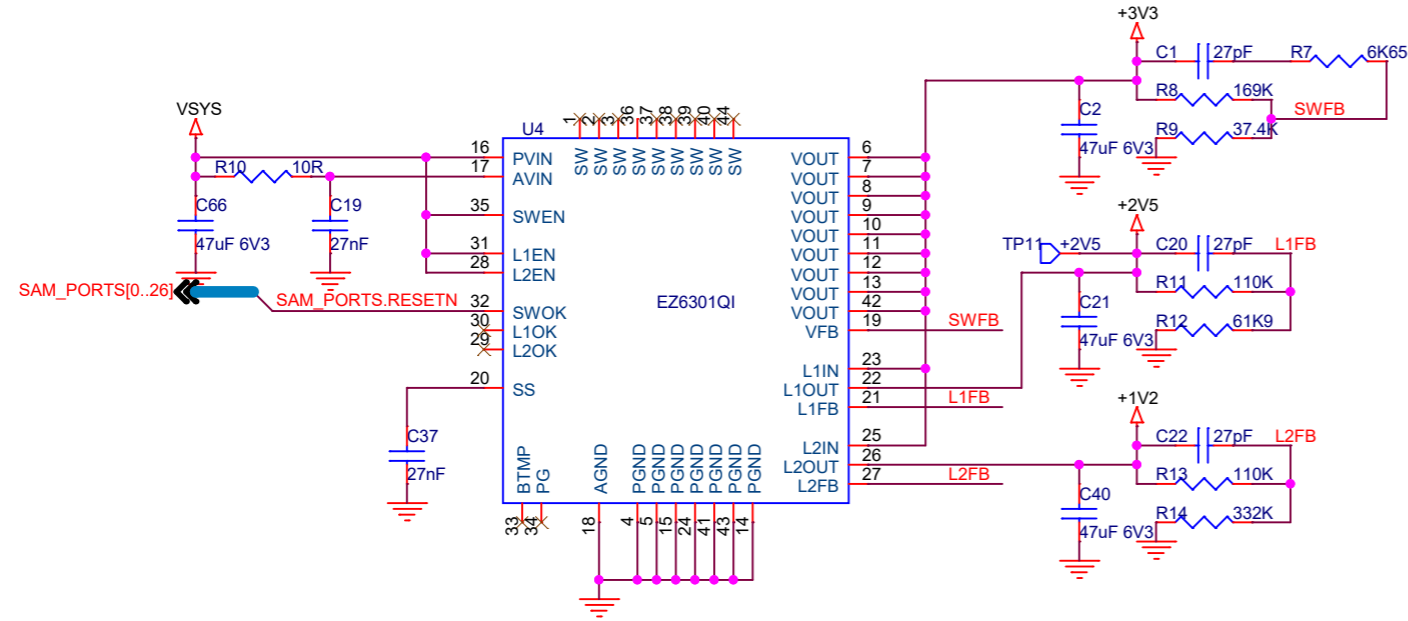 +3V3
C1 27pF R7 6K65
R8 169K
SWFB
C2
R9 37.4K
47uF 6V3
VSYS
U4
1 2 3 36 37 38 39 40 44
SW SW SW SW SW SW SW SW SW
16 PVIN VOUT 6
R10 10R 17 AVIN VOUT 7
VOUT 8
C66 C19 35 SWEN VOUT 9
47uF 6V3 27nF VOUT 10
31 L1EN VOUT 11
28 L2EN VOUT 12
SAM_PORTS[0..26] SAM_PORTS.RESETN VOUT 13
32 SWOK VOUT 42
30 L1OK VFB 19 SWFB
29 L2OK
EZ6301QI
L1IN 23
20 SS L1OUT 22
L1FB 21 L1FB
C37
27nF
L2IN 25
L2OUT 26
L2FB 27 L2FB
BTMP PG AGND PGND PGND PGND PGND PGND PGND PGND
33 34 18 4 5 15 24 41 43 14
+2V5
TP11 +2V5 C20 27pF L1FB
R11 110K
C21
R12 61K9
47uF 6V3
+1V2
C22 27pF L2FB
R13 110K
C40
R14 332K
47uF 6V3